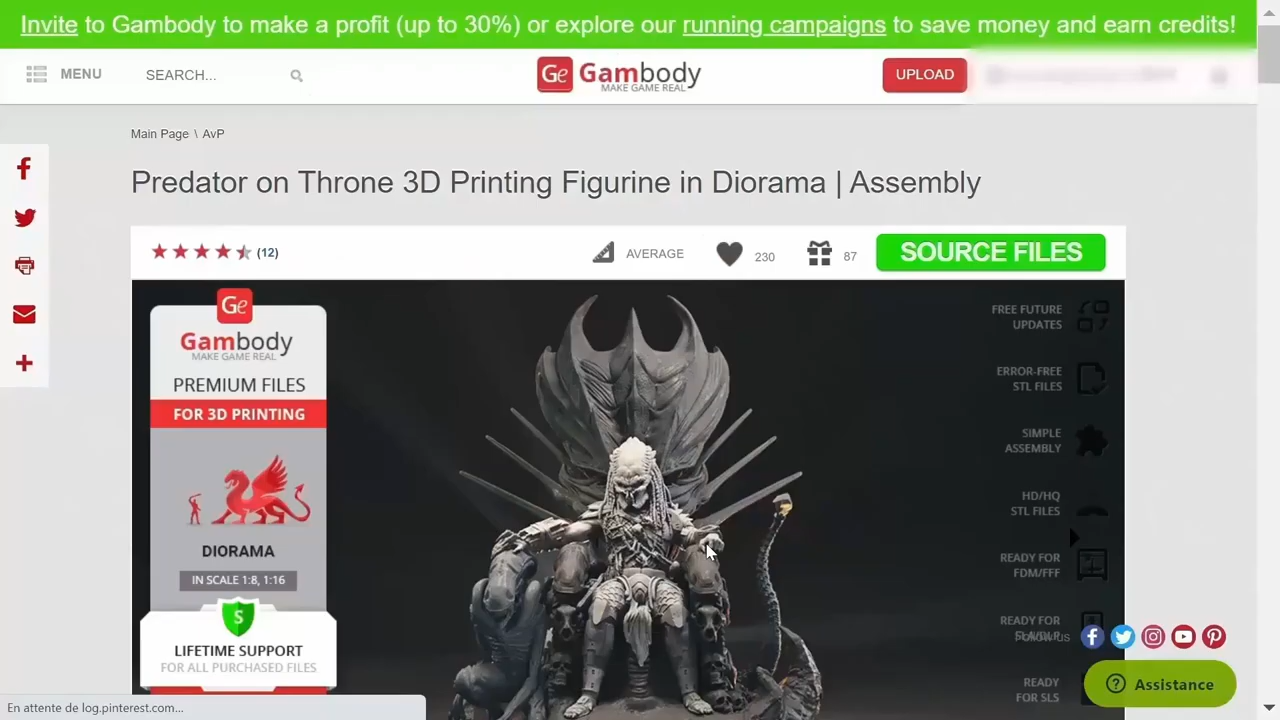 Invite to Gambody to make a profit (up to 30%) or explore our running campaigns to save money and earn credits!
MENU
SEARCH...
Ge Gambody
MAKE GAME REAL
UPLOAD
Main Page \ AvP
Predator on Throne 3D Printing Figurine in Diorama | Assembly
(12)
AVERAGE
230
87
SOURCE FILES
Ge
Gambody
MAKE GAME REAL
PREMIUM FILES
FOR 3D PRINTING
DIORAMA
IN SCALE 1:8, 1:16
S
LIFETIME SUPPORT
FOR ALL PURCHASED FILES
FREE FUTURE
UPDATES
ERROR-FREE
STL FILES
SIMPLE
ASSEMBLY
HD/HQ
STL FILES
READY FOR
FDM/FFF
READY FOR
READY
FOR SLS
Assistance
En attente de log.pinterest.com...